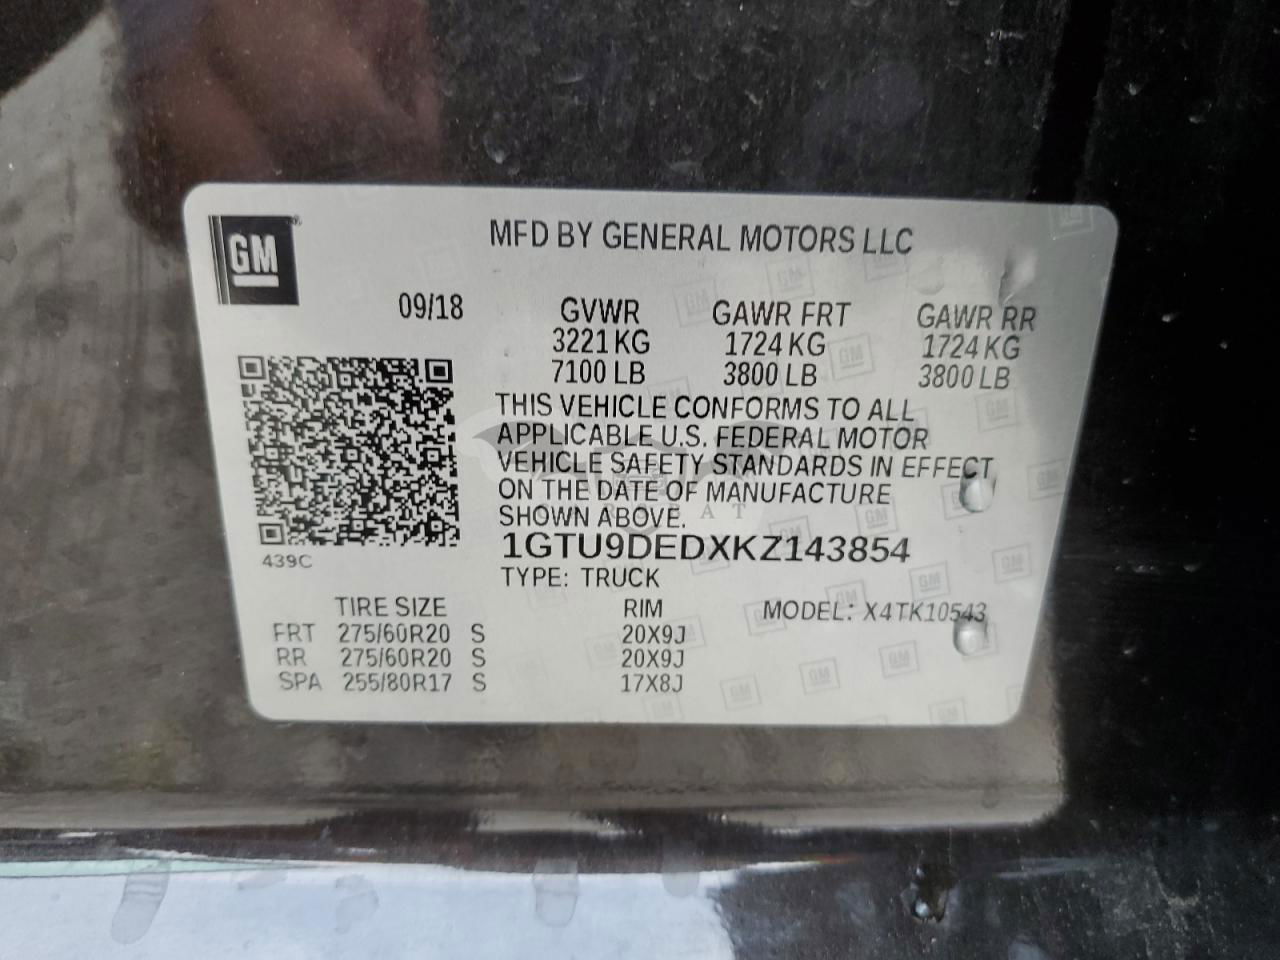 GM
MFD BY GENERAL MOTORS LLC
09/18 GVWR GAWR FRT GAWR RR
3221 KG 1724 KG 1724 KG
7100 LB 3800 LB 3800 LB
THIS VEHICLE CONFORMS TO ALL
APPLICABLE U.S. FEDERAL MOTOR
VEHICLE SAFETY STANDARDS IN EFFECT
ON THE DATE OF MANUFACTURE
SHOWN ABOVE.
1GTU9DEDXKZ143854
439C
TYPE: TRUCK
TIRE SIZE RIM MODEL: X4TK10543
FRT 275/60R20 S 20X9J
RR 275/60R20 S 20X9J
SPA 255/80R17 S 17X8J